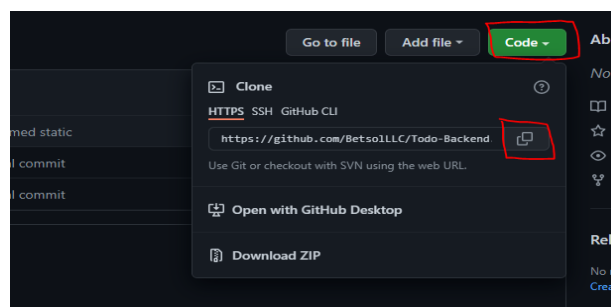 Go to file Add file Code Ab
Clone No
HTTPS SSH GitHub CLI
med static https://github.com/BetsolLLC/Todo-Backend.
l commit Use Git or checkout with SVN using the web URL.
l commit Open with GitHub Desktop
Rel
Download ZIP
No
Crea